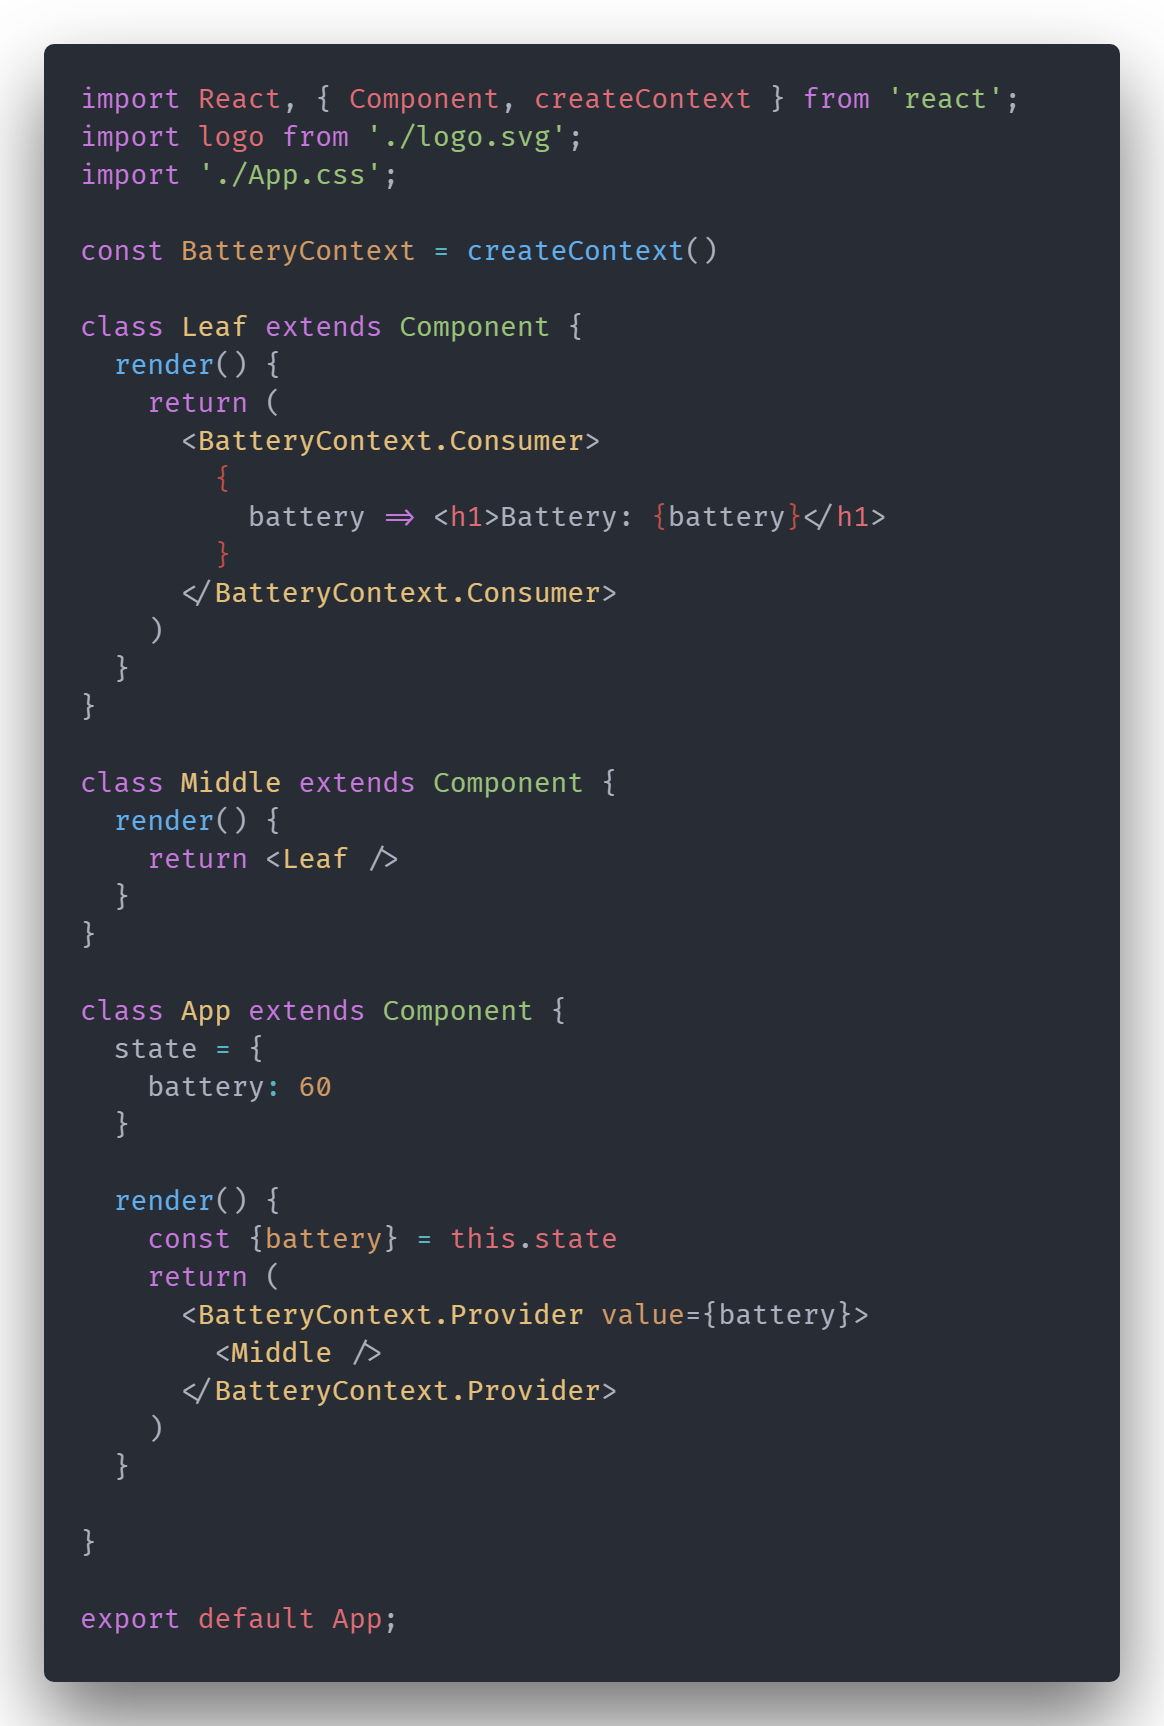 import React, { Component, createContext } from 'react';
import logo from './logo.svg';
import './App.css';

const BatteryContext = createContext()

class Leaf extends Component {
  render() {
    return (
      <BatteryContext.Consumer>
        {
          battery => <h1>Battery: {battery}</h1>
        }
      </BatteryContext.Consumer>
    )
  }
}

class Middle extends Component {
  render() {
    return <Leaf />
  }
}

class App extends Component {
  state = {
    battery: 60
  }

  render() {
    const {battery} = this.state
    return (
      <BatteryContext.Provider value={battery}>
        <Middle />
      </BatteryContext.Provider>
    )
  }

}

export default App;